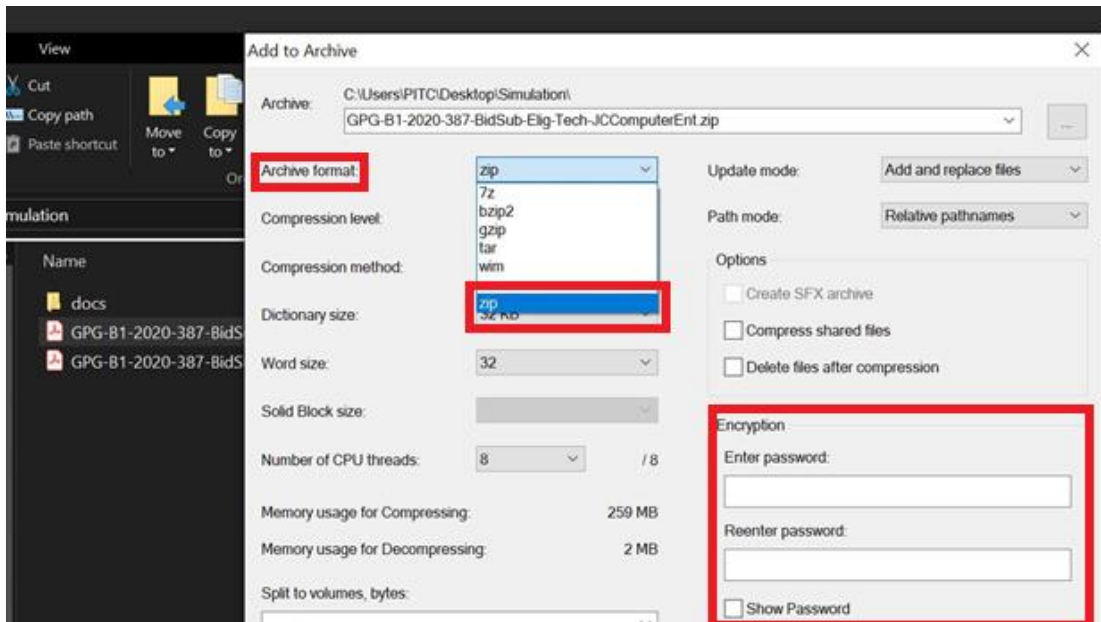 View
Cut
Copy path
Paste shortcut
Move to
Copy to
Or
mulation
Name
docs
GPG-B1-2020-387-BidS
GPG-B1-2020-387-BidS
Add to Archive
Archive:
C:\Users\PITC\Desktop\Simulation\
GPG-B1-2020-387-BidSub-Elig-Tech-JCComputerEnt.zip
...
Archive format:
zip
7z
bzip2
gzip
tar
wim
zip
Compression level:
Compression method:
Dictionary size:
32 KB
Word size:
32
Solid Block size:
Number of CPU threads:
8
/ 8
Memory usage for Compressing:
259 MB
Memory usage for Decompressing:
2 MB
Split to volumes, bytes:
Update mode:
Add and replace files
Path mode:
Relative pathnames
Options
Create SFX archive
Compress shared files
Delete files after compression
Encryption
Enter password:
Reenter password:
Show Password